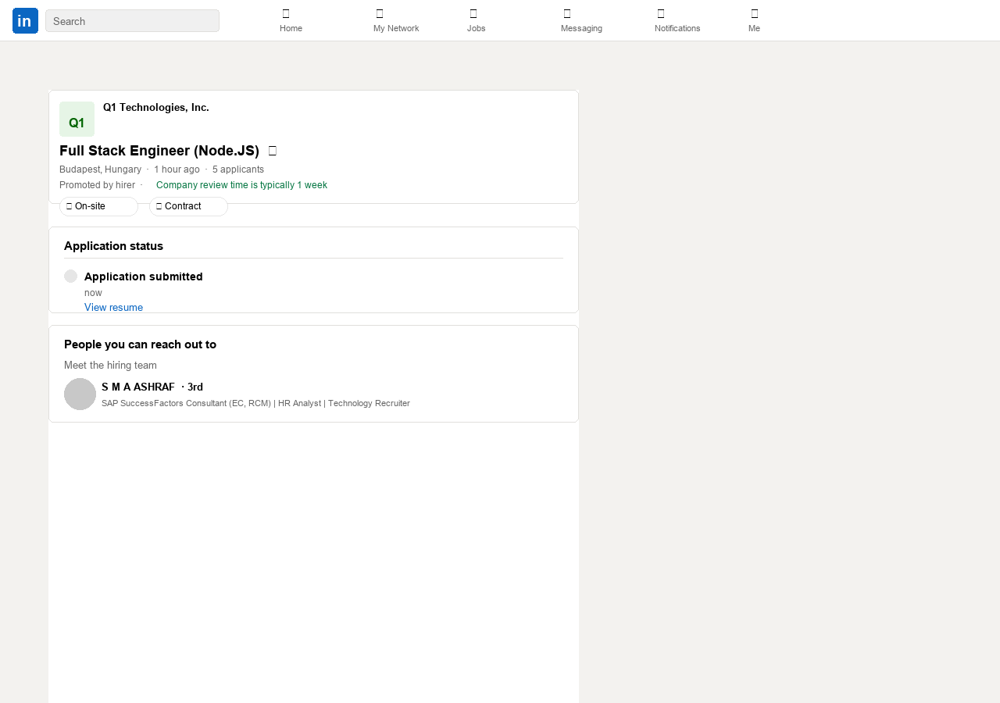 in
Search
Home
My Network
Jobs
Messaging
Notifications
Me
Q1
Q1 Technologies, Inc.
Full Stack Engineer (Node.JS)
Budapest, Hungary · 1 hour ago · 5 applicants
Promoted by hirer · Company review time is typically 1 week
On-site
Contract
Application status
Application submitted
now
View resume
People you can reach out to
Meet the hiring team
S M A ASHRAF · 3rd
SAP SuccessFactors Consultant (EC, RCM) | HR Analyst | Technology Recruiter